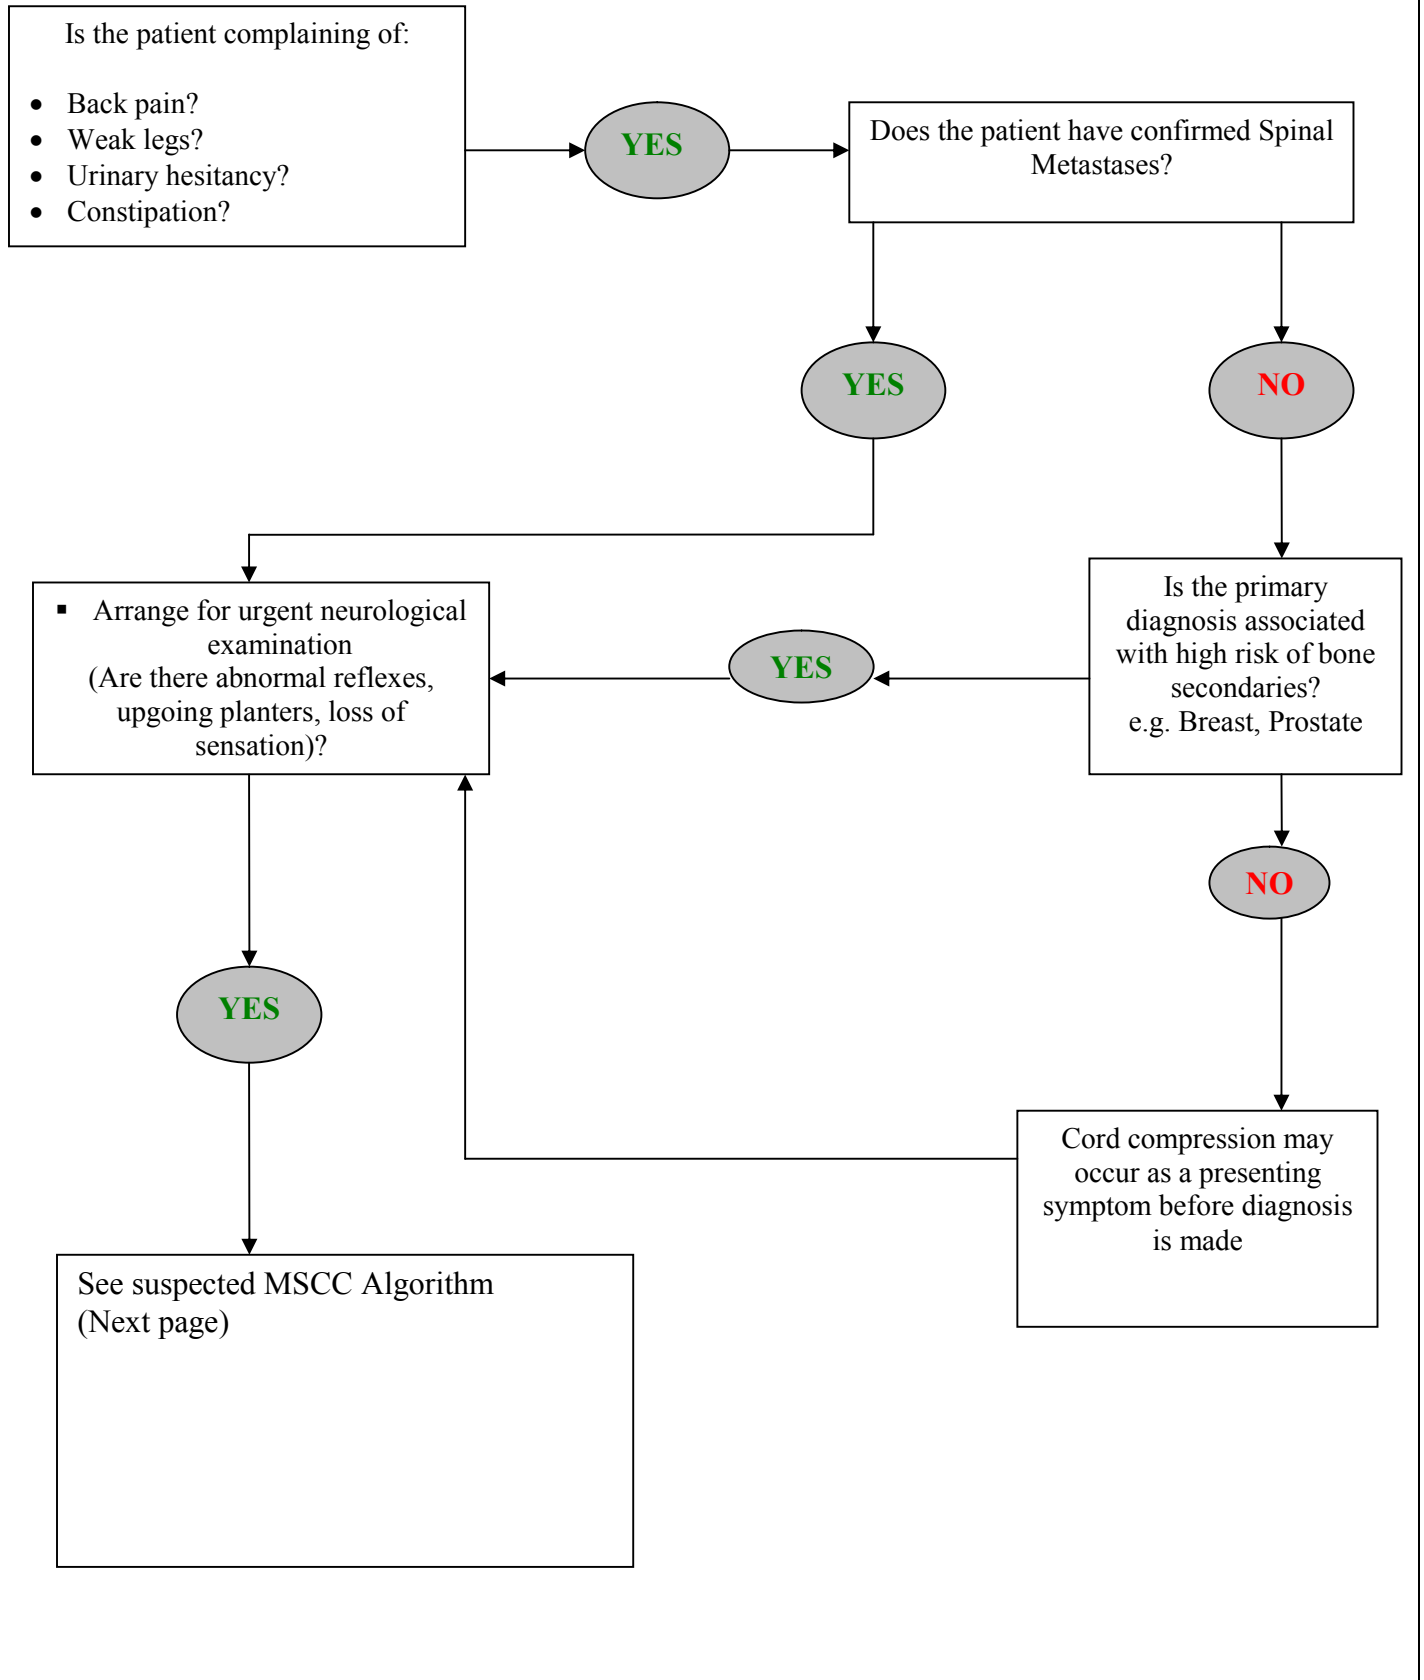 Is the patient complaining of:
• Back pain?
• Weak legs?
• Urinary hesitancy?
• Constipation?
YES
Does the patient have confirmed Spinal
Metastases?
YES
NO
▪ Arrange for urgent neurological
examination
(Are there abnormal reflexes,
upgoing planters, loss of
sensation)?
YES
Is the primary
diagnosis associated
with high risk of bone
secondaries?
e.g. Breast, Prostate
NO
YES
Cord compression may
occur as a presenting
symptom before diagnosis
is made
See suspected MSCC Algorithm
(Next page)